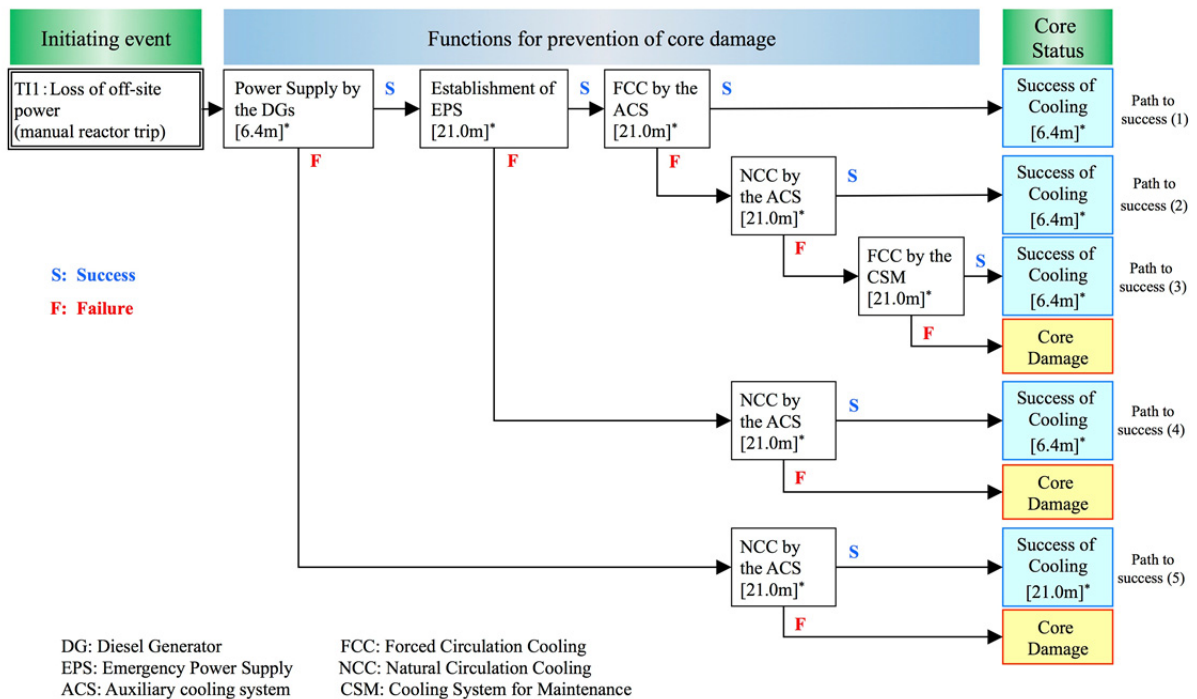 Initiating event
Functions for prevention of core damage
Core
Status
TI1 : Loss of off-site
power
(manual reactor trip)
Power Supply by
the DGs
[6.4m]*
S
F
Establishment of
EPS
[21.0m]*
S
F
FCC by the
ACS
[21.0m]*
S
F
Success of
Cooling
[6.4m]*
Path to
success (1)
NCC by
the ACS
[21.0m]*
S
F
Success of
Cooling
[6.4m]*
Path to
success (2)
FCC by the
CSM
[21.0m]*
S
F
Success of
Cooling
[6.4m]*
Path to
success (3)
Core
Damage
S: Success
F: Failure
NCC by
the ACS
[21.0m]*
S
F
Success of
Cooling
[6.4m]*
Path to
success (4)
Core
Damage
NCC by
the ACS
[21.0m]*
S
F
Success of
Cooling
[21.0m]*
Path to
success (5)
Core
Damage
DG: Diesel Generator
EPS: Emergency Power Supply
ACS: Auxiliary cooling system
FCC: Forced Circulation Cooling
NCC: Natural Circulation Cooling
CSM: Cooling System for Maintenance